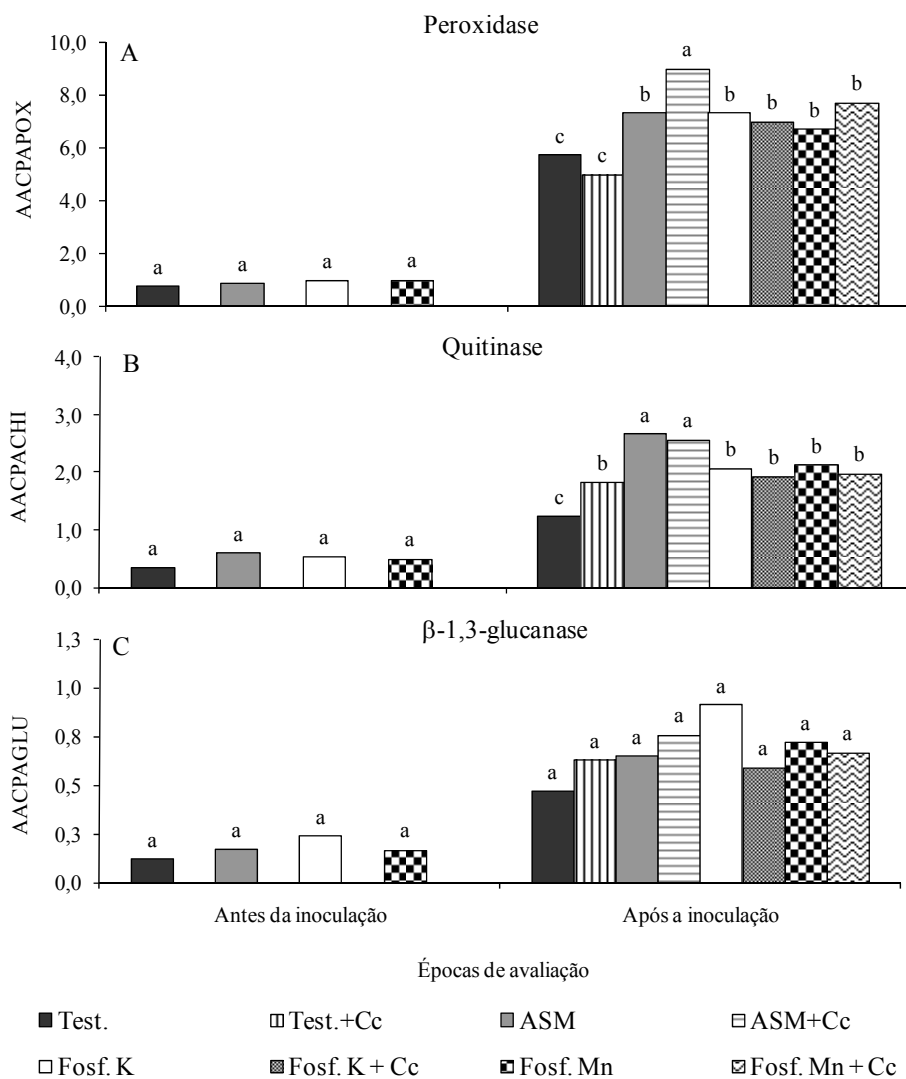 Peroxidase
A
AACPAPOX
10,0
8,0
6,0
4,0
2,0
0,0
a a a a c c b a b b b b
Quitinase
B
AACPACHI
4,0
3,0
2,0
1,0
0,0
a a a a c b a a b b b b
β-1,3-glucanase
C
AACPAGLU
1,3
1,0
0,8
0,5
0,3
0,0
a a a a a a a a a a a a
Antes da inoculação Após a inoculação
Épocas de avaliação
Test. Test.+Cc ASM ASM+Cc
Fosf. K Fosf. K + Cc Fosf. Mn Fosf. Mn + Cc